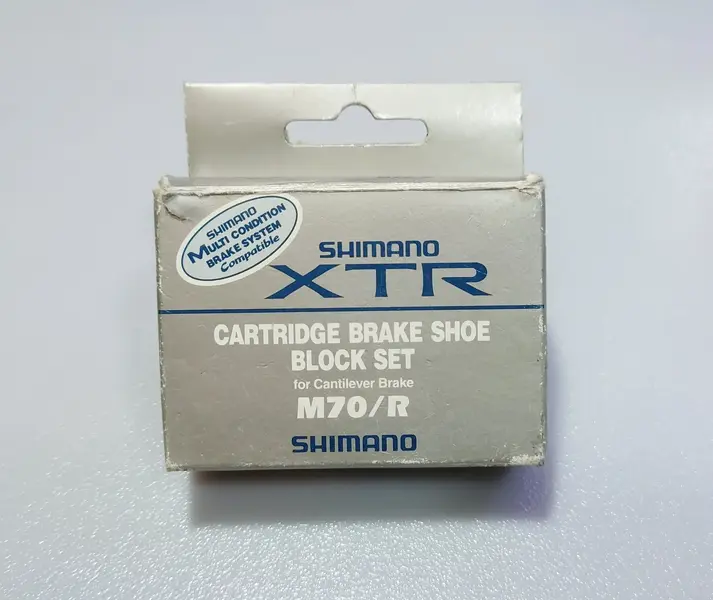 SHIMANO
MULTI CONDITION
BRAKE SYSTEM
Compatible
SHIMANO
XTR
CARTRIDGE BRAKE SHOE
BLOCK SET
for Cantilever Brake
M70/R
SHIMANO